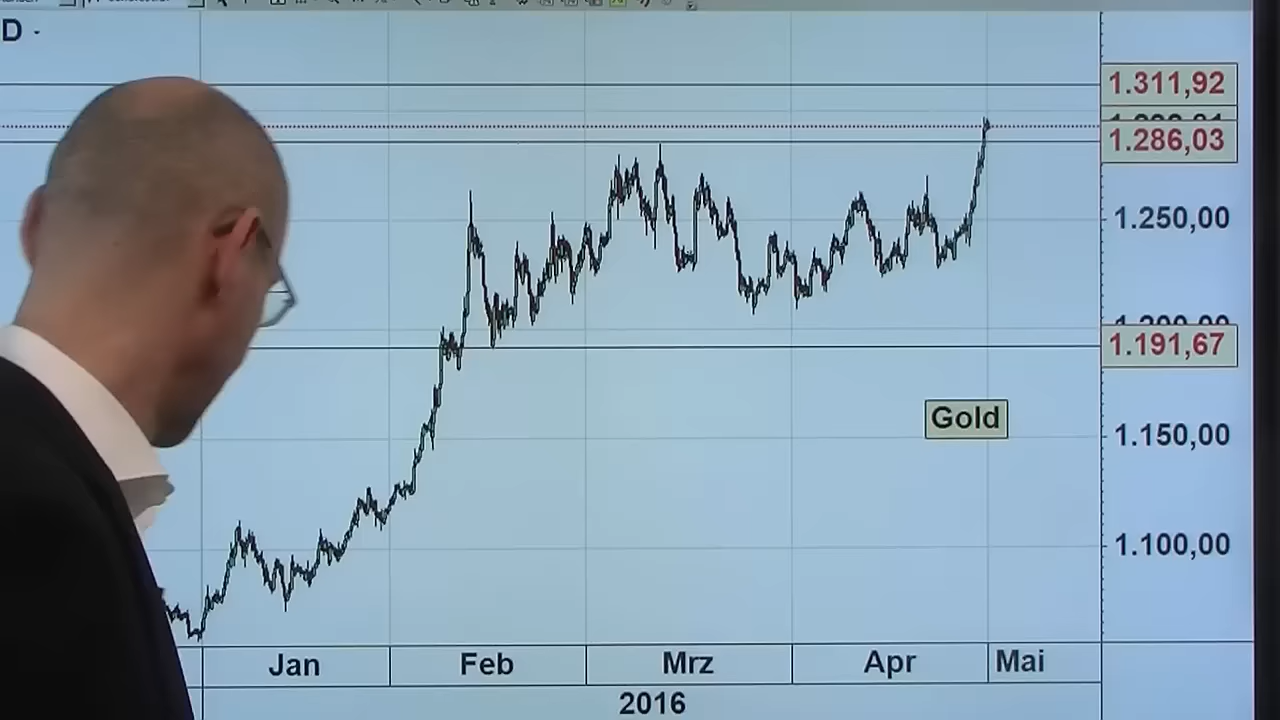 D -
1.311,92
1.286,03
1.250,00
1.191,67
Gold
1.150,00
1.100,00
Jan
Feb
Mrz
Apr
Mai
2016